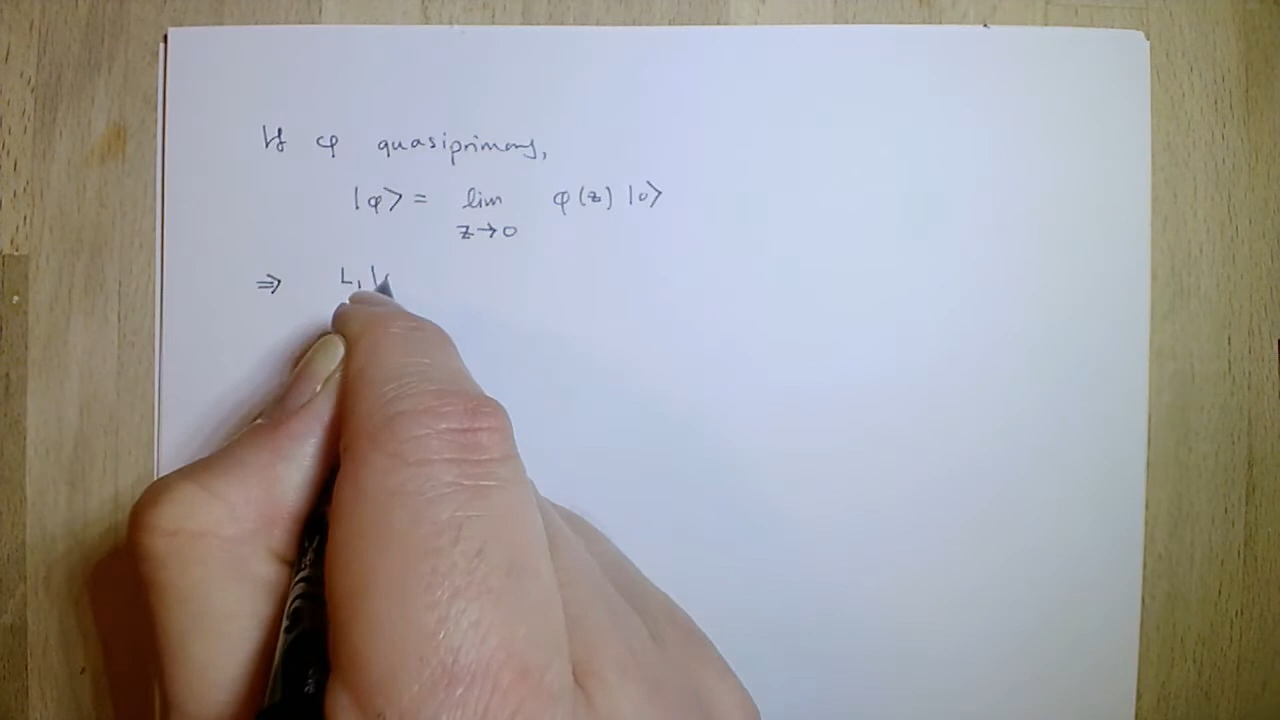 If φ quasiprimary,
|φ> = lim φ(z) |0>
z→0
⇒ L₁